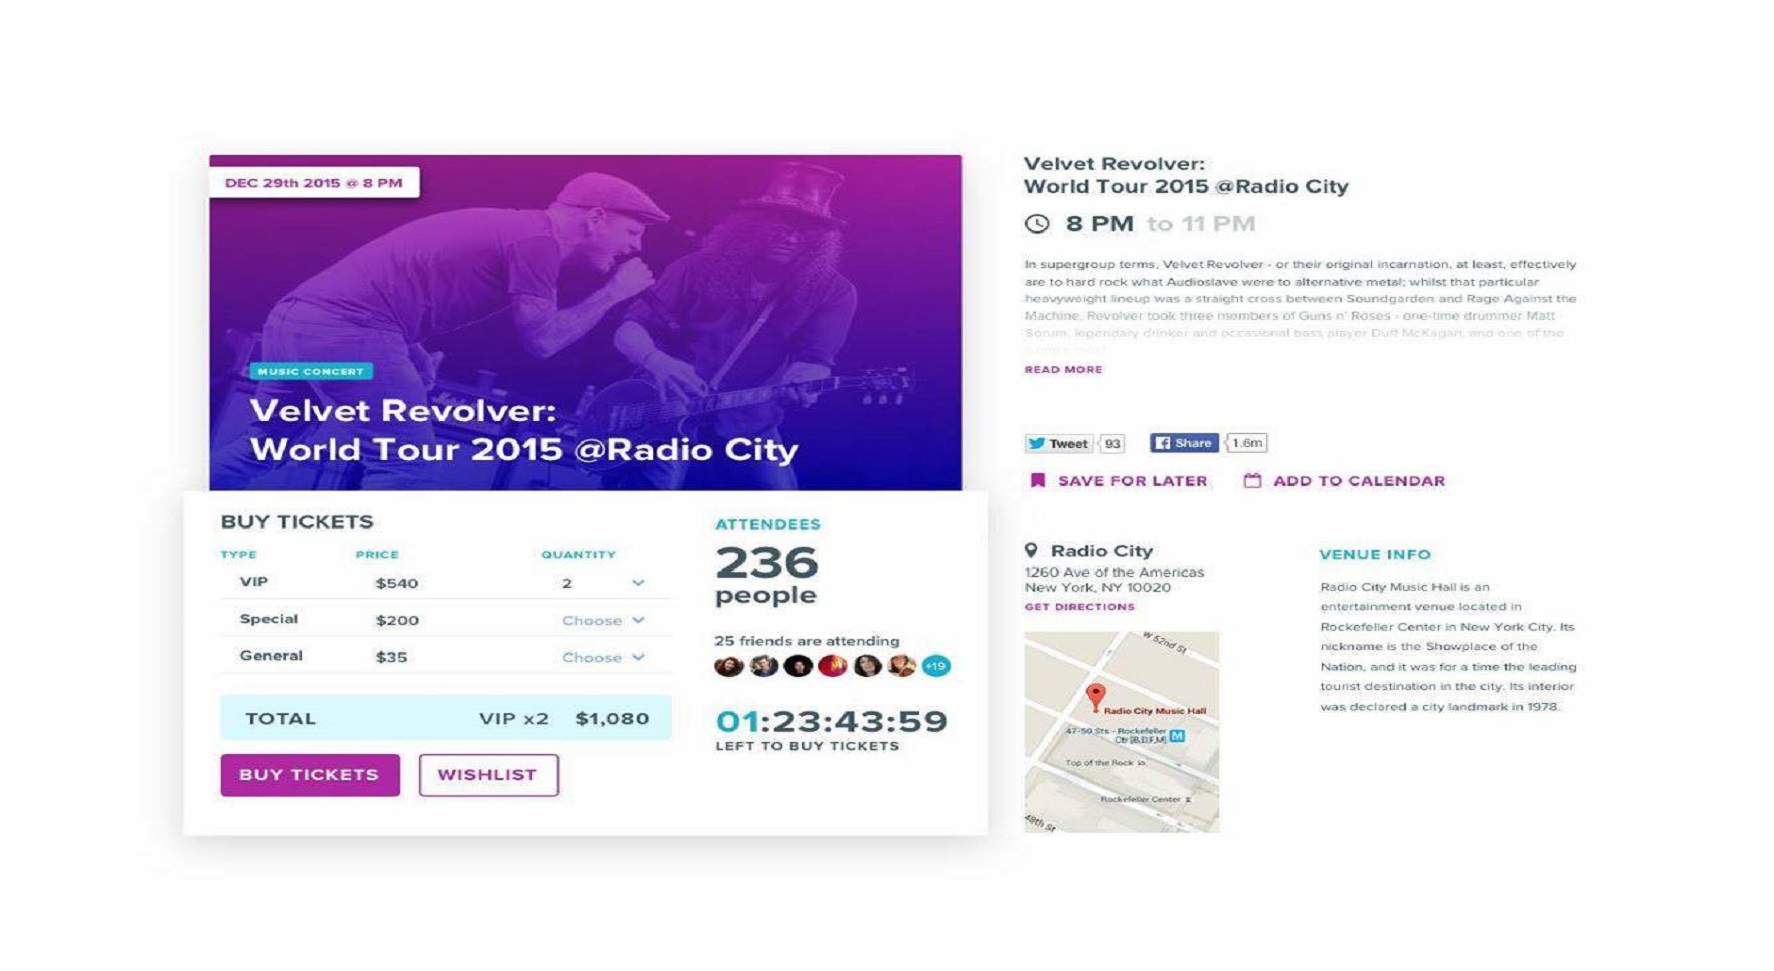 DEC 29th 2015 @ 8 PM
MUSIC CONCERT
Velvet Revolver:
World Tour 2015 @Radio City
BUY TICKETS
TYPE PRICE QUANTITY
VIP $540 2
Special $200 Choose
General $35 Choose
TOTAL VIP x2 $1,080
BUY TICKETS WISHLIST
ATTENDEES
236
people
25 friends are attending
+19
01:23:43:59
LEFT TO BUY TICKETS
Velvet Revolver:
World Tour 2015 @Radio City
8 PM to 11 PM
In supergroup terms, Velvet Revolver - or their original incarnation, at least, effectively
are to hard rock what Audioslave were to alternative metal; whilst that particular
heavyweight lineup was a straight cross between Soundgarden and Rage Against the
Machine, Revolver took three members of Guns n' Roses - one-time drummer Matt
Sorum, legendary drinker and occassional bass player Duff McKagan, and one of the
READ MORE
Tweet 93 Share 1.6m
SAVE FOR LATER ADD TO CALENDAR
Radio City
1260 Ave of the Americas
New York, NY 10020
GET DIRECTIONS
W 52nd St
Radio City Music Hall
47-50 Sts - Rockefeller
Ctr [B,D,F,M] M
Top of the Rock
Rockefeller Center
48th St
VENUE INFO
Radio City Music Hall is an
entertainment venue located in
Rockefeller Center in New York City. Its
nickname is the Showplace of the
Nation, and it was for a time the leading
tourist destination in the city. Its interior
was declared a city landmark in 1978.